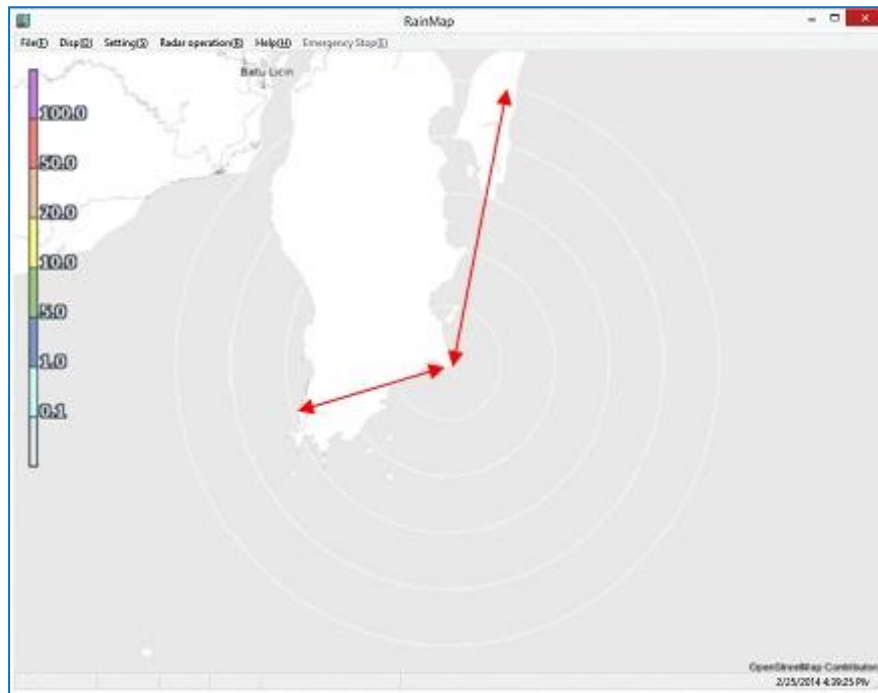 RainMap
File(F) Disp(D) Setting(S) Radar operation(R) Help(H) Emergency Stop(E)
Batu Licin
100.0
50.0
20.0
10.0
5.0
1.0
0.1
OpenStreetMap Contributor
2/25/2014 4:39:25 PM